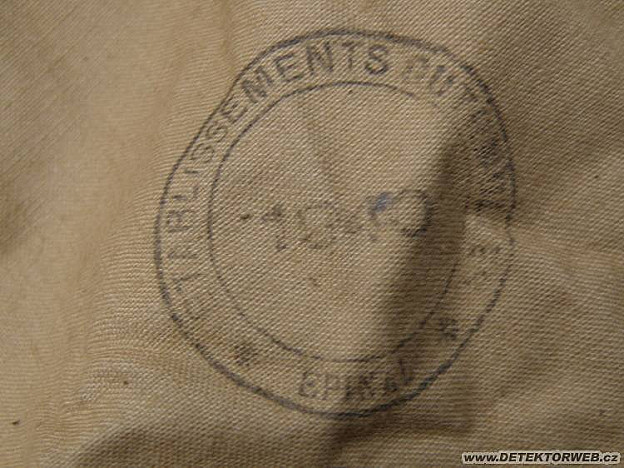 ETABLISSEMENTS
1940
* EPINAL *
www.DETEKTORWEB.cz